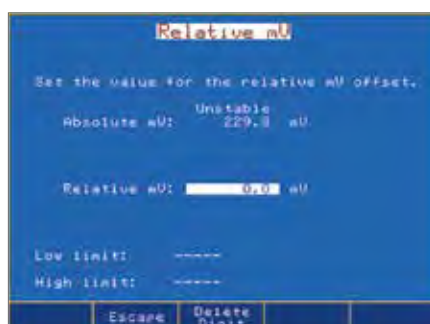 Relative mV
Set the value for the relative mV offset.
Unstable
Absolute mV: 229.8 mV
Relative mV: 0.0 mV
Low limit: -----
High limit: -----
Escape Delete Digit